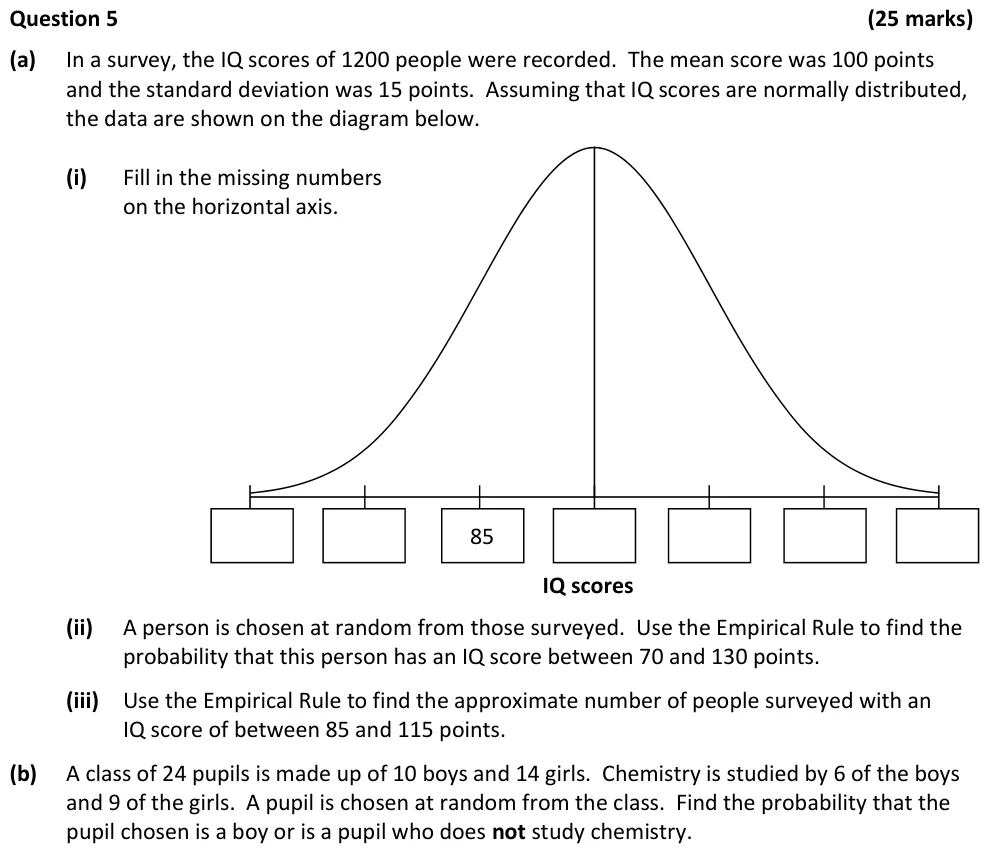 Question 5 (25 marks)
(a) In a survey, the IQ scores of 1200 people were recorded. The mean score was 100 points
and the standard deviation was 15 points. Assuming that IQ scores are normally distributed,
the data are shown on the diagram below.
(i) Fill in the missing numbers
on the horizontal axis.
85
IQ scores
(ii) A person is chosen at random from those surveyed. Use the Empirical Rule to find the
probability that this person has an IQ score between 70 and 130 points.
(iii) Use the Empirical Rule to find the approximate number of people surveyed with an
IQ score of between 85 and 115 points.
(b) A class of 24 pupils is made up of 10 boys and 14 girls. Chemistry is studied by 6 of the boys
and 9 of the girls. A pupil is chosen at random from the class. Find the probability that the
pupil chosen is a boy or is a pupil who does not study chemistry.